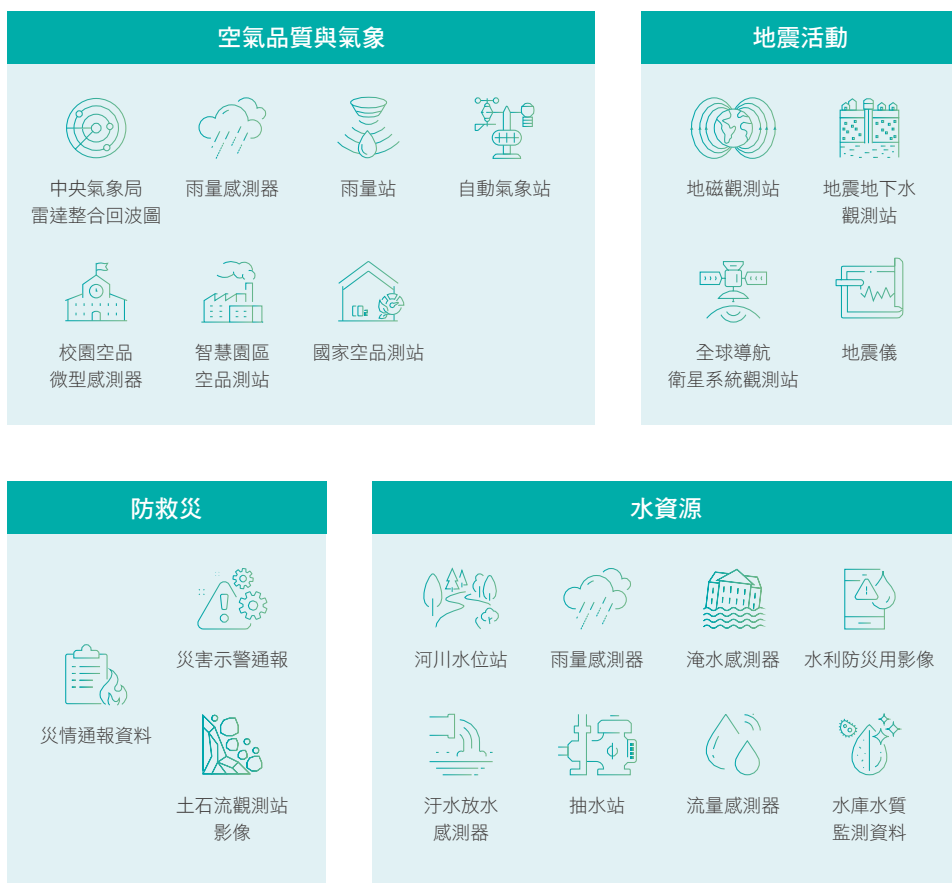 空氣品質與氣象
中央氣象局
雷達整合回波圖
雨量感測器
雨量站
自動氣象站
校園空品
微型感測器
智慧園區
空品測站
國家空品測站
地震活動
地磁觀測站
地震地下水
觀測站
全球導航
衛星系統觀測站
地震儀
防救災
災情通報資料
災害示警通報
土石流觀測站
影像
水資源
河川水位站
雨量感測器
淹水感測器
水利防災用影像
汙水放水
感測器
抽水站
流量感測器
水庫水質
監測資料